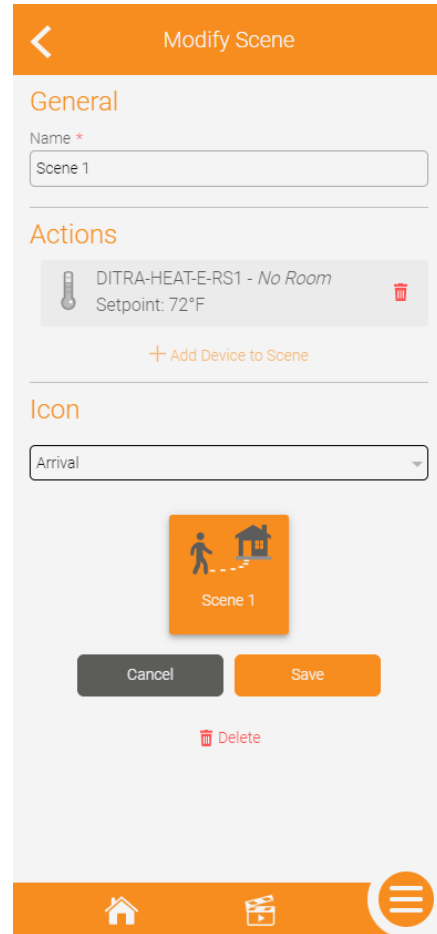 Modify Scene
General
Name *
Scene 1
Actions
DITRA-HEAT-E-RS1 - No Room
Setpoint: 72°F
+ Add Device to Scene
Icon
Arrival
Scene 1
Cancel
Save
Delete